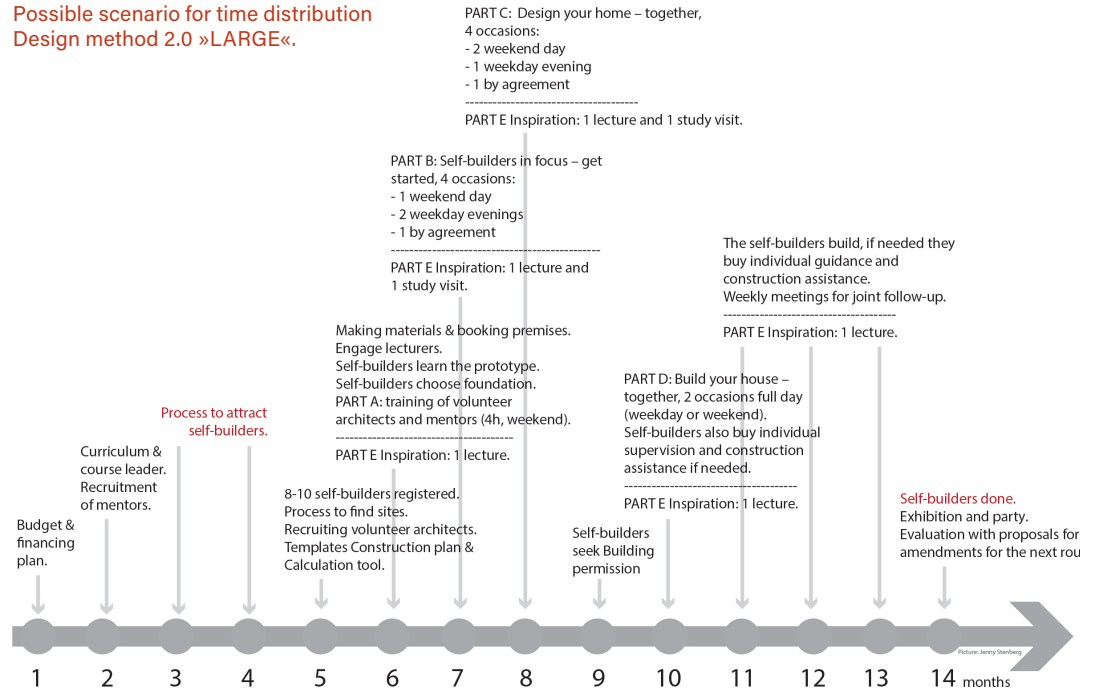 Possible scenario for time distribution
Design method 2.0 »LARGE«.
PART C: Design your home – together,
4 occasions:
- 2 weekend day
- 1 weekday evening
- 1 by agreement
--------------------------------------
PART E Inspiration: 1 lecture and 1 study visit.
PART B: Self-builders in focus – get
started, 4 occasions:
- 1 weekend day
- 2 weekday evenings
- 1 by agreement
----------------------------------------------
PART E Inspiration: 1 lecture and
1 study visit.
The self-builders build, if needed they
buy individual guidance and
construction assistance.
Weekly meetings for joint follow-up.
--------------------------------------
PART E Inspiration: 1 lecture.
Making materials & booking premises.
Engage lecturers.
Self-builders learn the prototype.
Self-builders choose foundation.
PART A: training of volunteer
architects and mentors (4h, weekend).
---------------------------------------
PART E Inspiration: 1 lecture.
PART D: Build your house –
together, 2 occasions full day
(weekday or weekend).
Self-builders also buy individual
supervision and construction
assistance if needed.
--------------------------------------
PART E Inspiration: 1 lecture.
Process to attract
self-builders.
Curriculum &
course leader.
Recruitment
of mentors.
8-10 self-builders registered.
Process to find sites.
Recruiting volunteer architects.
Templates Construction plan &
Calculation tool.
Budget &
financing
plan.
Self-builders
seek Building
permission
Self-builders done.
Exhibition and party.
Evaluation with proposals for
amendments for the next rou
Picture: Jenny Stenberg
1 2 3 4 5 6 7 8 9 10 11 12 13 14 months